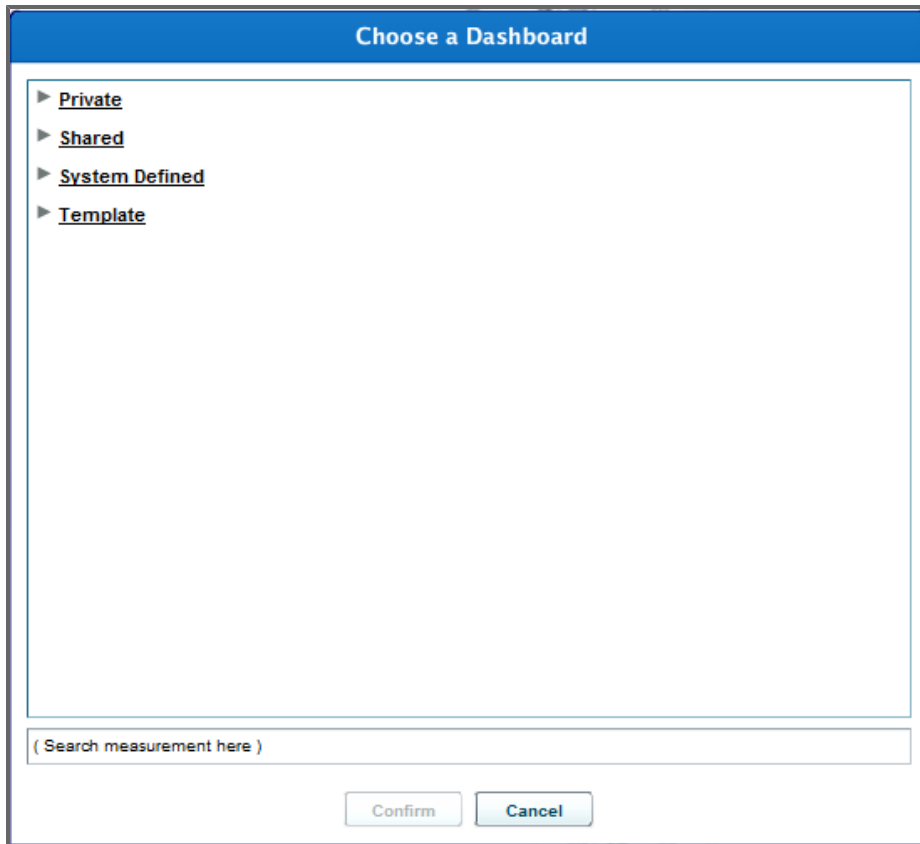 Choose a Dashboard
Private
Shared
System Defined
Template
( Search measurement here )
Confirm Cancel